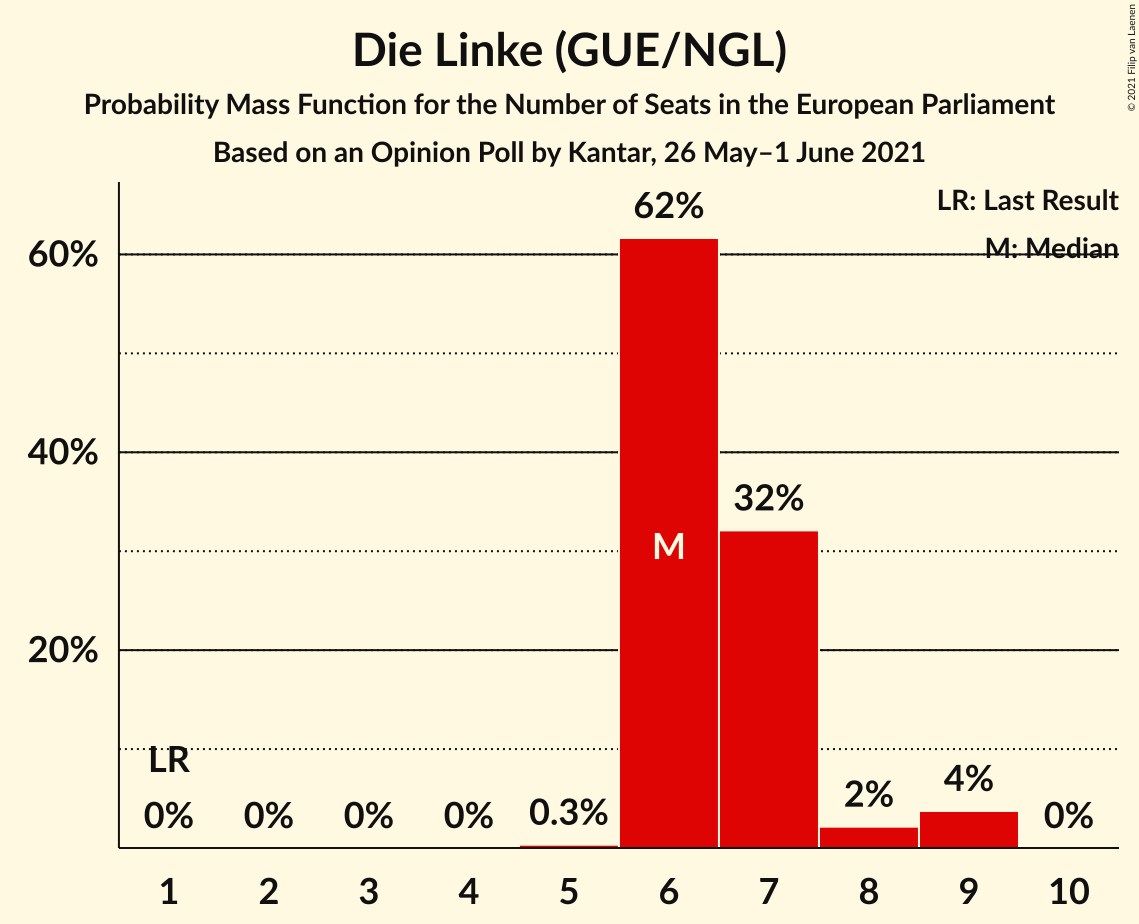 Die Linke (GUE/NGL)
Probability Mass Function for the Number of Seats in the European Parliament
Based on an Opinion Poll by Kantar, 26 May–1 June 2021
© 2021 Filip van Laenen
LR: Last Result
M: Median
60%
40%
20%
62%
32%
M
LR
0%
0%
0%
0%
0.3%
2%
4%
0%
1
2
3
4
5
6
7
8
9
10